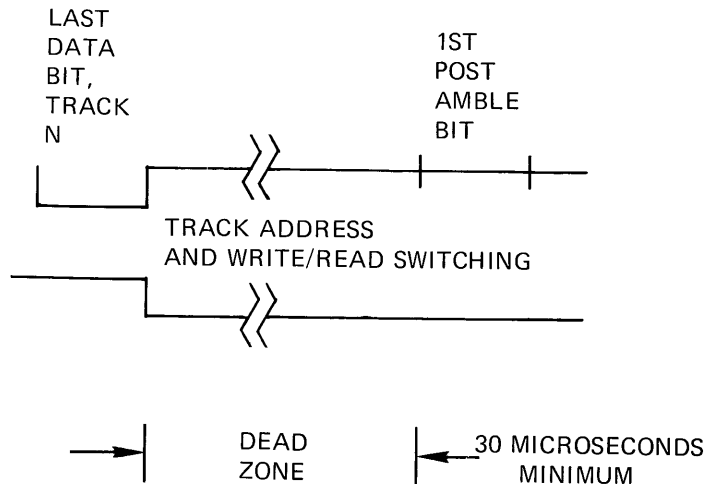 LAST
DATA
BIT,
TRACK
N
1ST
POST
AMBLE
BIT
TRACK ADDRESS
AND WRITE/READ SWITCHING
DEAD
ZONE
30 MICROSECONDS
MINIMUM